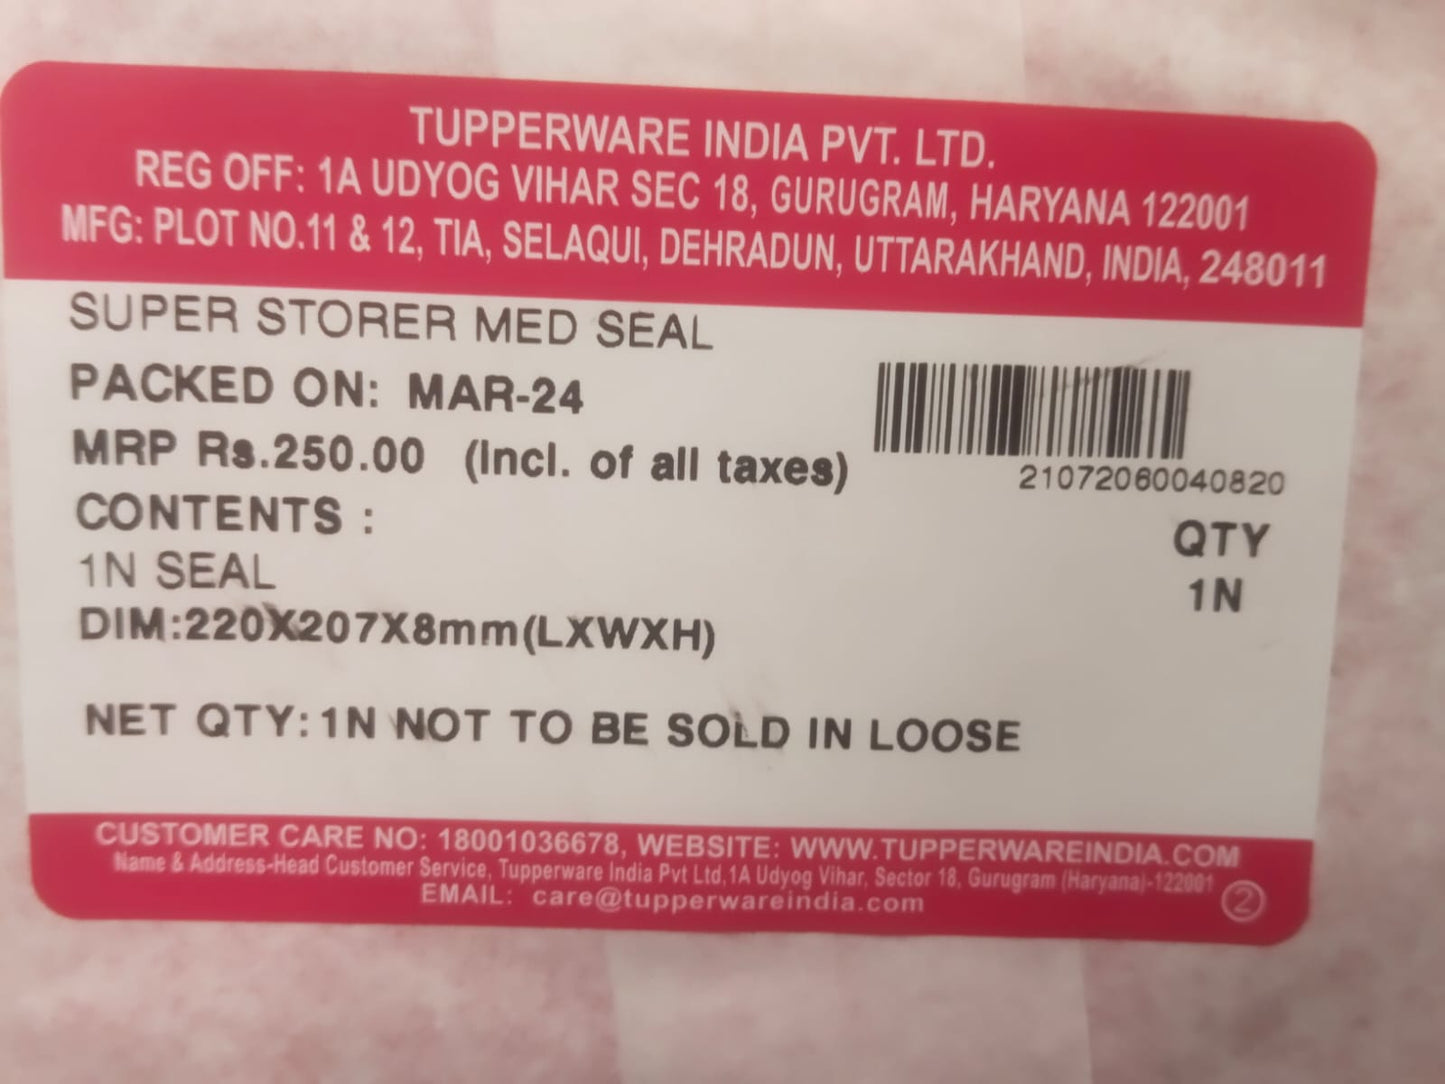 TUPPERWARE INDIA PVT. LTD.
REG OFF: 1A UDYOG VIHAR SEC 18, GURUGRAM, HARYANA 122001
MFG: PLOT NO.11 & 12, TIA, SELAQUI, DEHRADUN, UTTARAKHAND, INDIA, 248011
SUPER STORER MED SEAL
PACKED ON: MAR-24
MRP Rs.250.00 (Incl. of all taxes)
21072060040820
CONTENTS :
QTY
1N SEAL
1N
DIM:220X207X8mm(LXWXH)
NET QTY:1N NOT TO BE SOLD IN LOOSE
CUSTOMER CARE NO: 18001036678, WEBSITE: WWW.TUPPERWAREINDIA.COM
Name & Address-Head Customer Service, Tupperware India Pvt Ltd,1A Udyog Vihar, Sector 18, Gurugram (Haryana)-122001
EMAIL: care@tupperwareindia.com
2